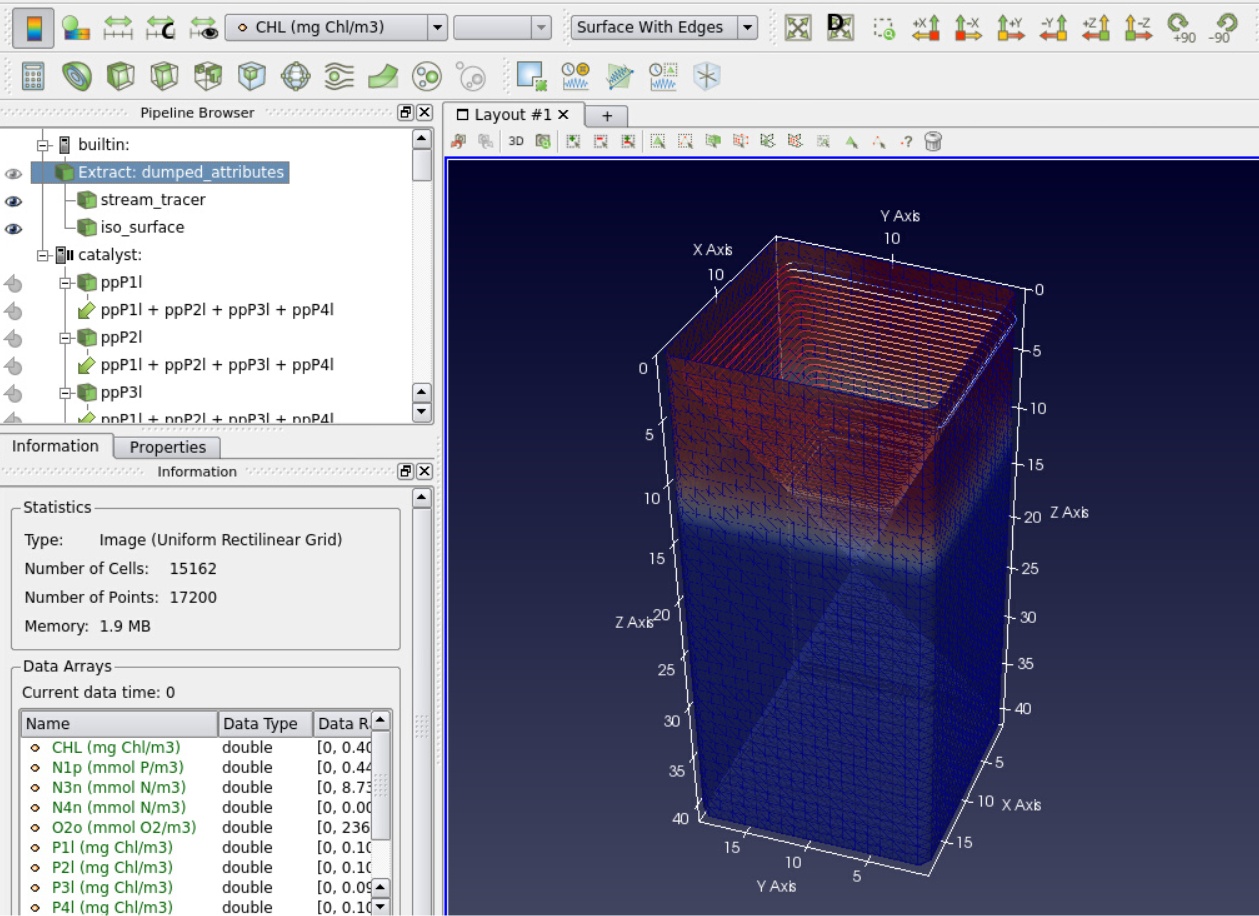 CHL (mg Chl/m3)
Surface With Edges
D
+X
-X
+Y
-Y
+Z
-Z
+90
-90
Pipeline Browser
builtin:
Extract: dumped_attributes
stream_tracer
iso_surface
catalyst:
ppP1l
ppP1l + ppP2l + ppP3l + ppP4l
ppP2l
ppP1l + ppP2l + ppP3l + ppP4l
ppP3l
ppP1l + ppP2l + ppP3l + ppP4l
Information
Properties
Information
Statistics
Type: Image (Uniform Rectilinear Grid)
Number of Cells: 15162
Number of Points: 17200
Memory: 1.9 MB
Data Arrays
Current data time: 0
Name Data Type Data R
CHL (mg Chl/m3) double [0, 0.40
N1p (mmol P/m3) double [0, 0.44
N3n (mmol N/m3) double [0, 8.73
N4n (mmol N/m3) double [0, 0.00
O2o (mmol O2/m3) double [0, 236
P1l (mg Chl/m3) double [0, 0.10
P2l (mg Chl/m3) double [0, 0.10
P3l (mg Chl/m3) double [0, 0.09
P4l (mg Chl/m3) double [0, 0.10
Layout #1
+
3D
?
Y Axis
10
X Axis
10
0
5
10
15
20
Z Axis
25
30
35
40
0
5
10
15
Z Axis
20
25
30
35
40
5
10
X Axis
15
15
10
5
Y Axis